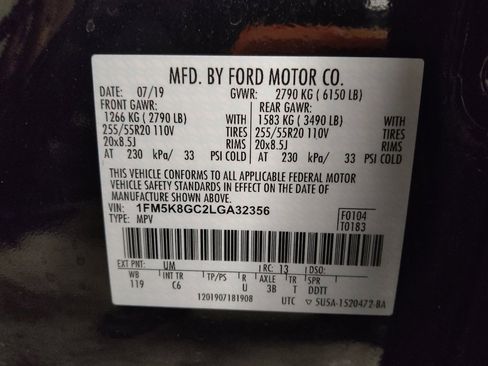 MFD. BY FORD MOTOR CO.
DATE: 07/19 GVWR: 2790 KG ( 6150 LB)
FRONT GAWR: REAR GAWR:
1266 KG ( 2790 LB) WITH 1583 KG ( 3490 LB) WITH
255/55R20 110V TIRES 255/55R20 110V TIRES
20x8.5J RIMS 20x8.5J RIMS
AT 230 kPa/ 33 PSI COLD AT 230 kPa/ 33 PSI COLD
THIS VEHICLE CONFORMS TO ALL APPLICABLE FEDERAL MOTOR
VEHICLE SAFETY STANDARDS IN EFFECT ON THE DATE OF
MANUFACTURE SHOWN ABOVE.
VIN: 1FM5K8GC2LGA32356 F0104
TYPE: MPV T0183
EXT PNT: UM RC: 13 DSO:
WB INT TR TP/PS R AXLE TR SPR
119 C6 U 3B T DDTT
1201907181908 UTC ▽ 5U5A-1520472-BA